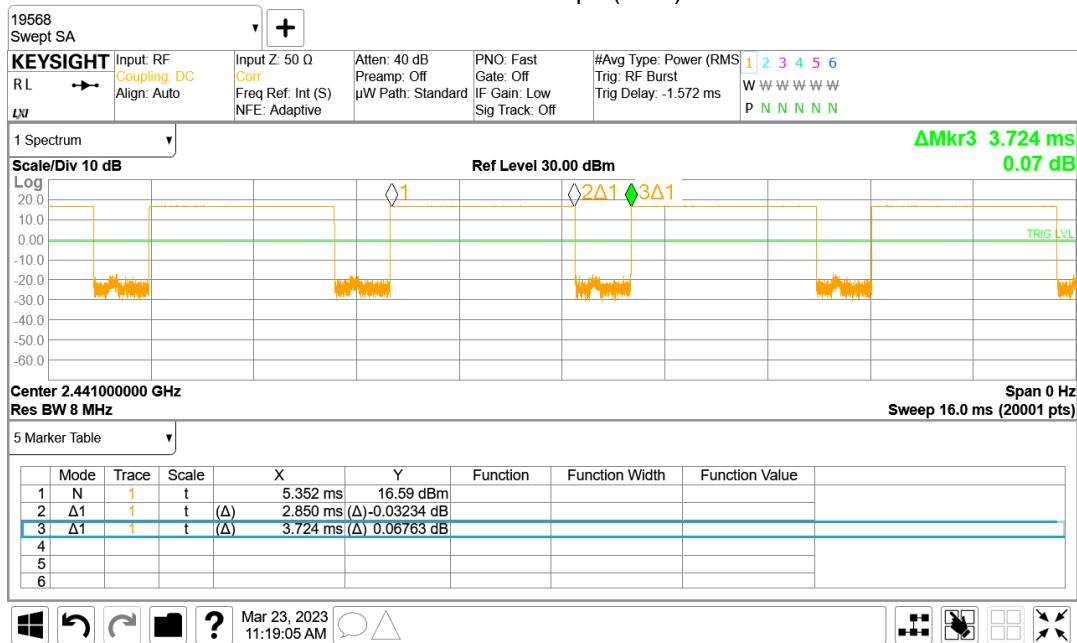 19568
Swept SA
KEYSIGHT Input: RF Input Z: 50 Ω Atten: 40 dB PNO: Fast #Avg Type: Power (RMS 1 2 3 4 5 6
RL Coupling: DC Corr Preamp: Off Gate: Off Trig: RF Burst W W W W W W
Align: Auto Freq Ref: Int (S) µW Path: Standard IF Gain: Low Trig Delay: -1.572 ms
LXI NFE: Adaptive Sig Track: Off P N N N N N
1 Spectrum ΔMkr3 3.724 ms
Scale/Div 10 dB Ref Level 30.00 dBm 0.07 dB
Log
1 2Δ1 3Δ1
20.0
10.0
0.00 TRIG LVL
-10.0
-20.0
-30.0
-40.0
-50.0
-60.0
Center 2.441000000 GHz Span 0 Hz
Res BW 8 MHz Sweep 16.0 ms (20001 pts)
5 Marker Table
Mode Trace Scale X Y Function Function Width Function Value
1 N 1 t 5.352 ms 16.59 dBm
2 Δ1 1 t (Δ) 2.850 ms (Δ) -0.03234 dB
3 Δ1 1 t (Δ) 3.724 ms (Δ) 0.06763 dB
4
5
6
? Mar 23, 2023
11:19:05 AM